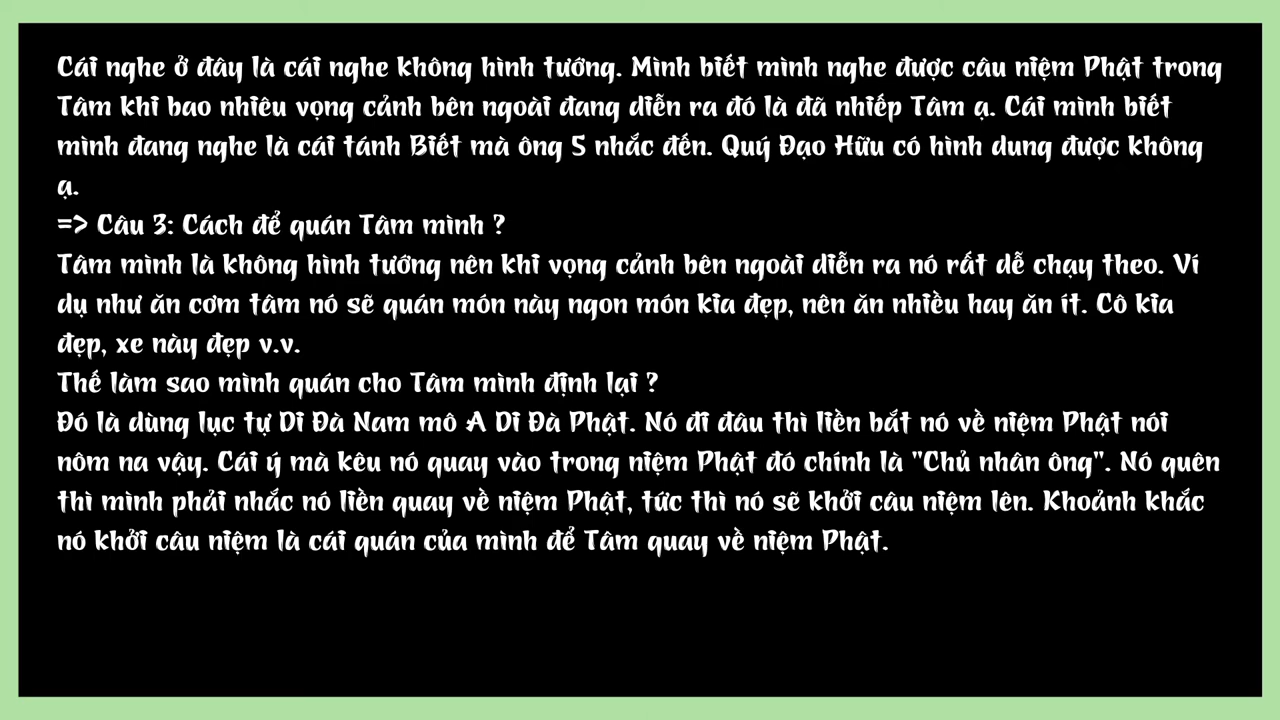 Cái nghe ở đây là cái nghe không hình tướng. Mình biết mình nghe được câu niệm Phật trong
Tâm khi bao nhiêu vọng cảnh bên ngoài đang diễn ra đó là đã nhiếp Tâm ạ. Cái mình biết
mình đang nghe là cái tánh Biết mà ông 5 nhắc đến. Quý Đạo Hữu có hình dung được không
ạ.
=> Câu 3: Cách để quán Tâm mình ?
Tâm mình là không hình tướng nên khi vọng cảnh bên ngoài diễn ra nó rất dễ chạy theo. Ví
dụ như ăn cơm tâm nó sẽ quán món này ngon món kia đẹp, nên ăn nhiều hay ăn ít. Cô kia
đẹp, xe này đẹp v.v.
Thế làm sao mình quán cho Tâm mình định lại ?
Đó là dùng lục tự Di Đà Nam mô A Di Đà Phật. Nó đi đâu thì liền bắt nó về niệm Phật nói
nôm na vậy. Cái ý mà kêu nó quay vào trong niệm Phật đó chính là "Chủ nhân ông". Nó quên
thì mình phải nhắc nó liền quay về niệm Phật, tức thì nó sẽ khởi câu niệm lên. Khoảnh khắc
nó khởi câu niệm là cái quán của mình để Tâm quay về niệm Phật.